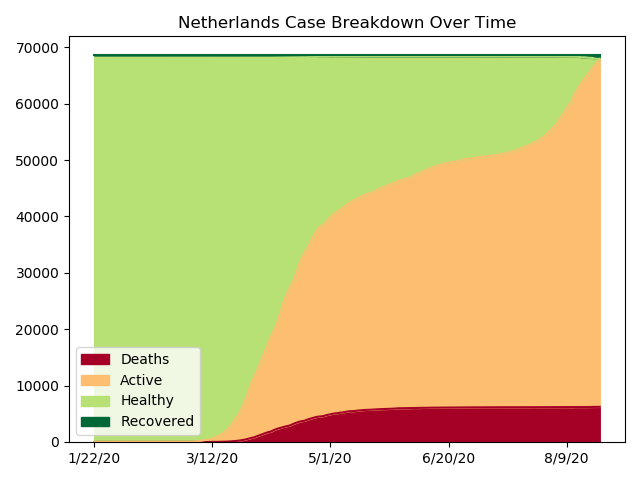 Netherlands Case Breakdown Over Time
70000
60000
50000
40000
30000
20000
10000
0
Deaths
Active
Healthy
Recovered
1/22/20 3/12/20 5/1/20 6/20/20 8/9/20